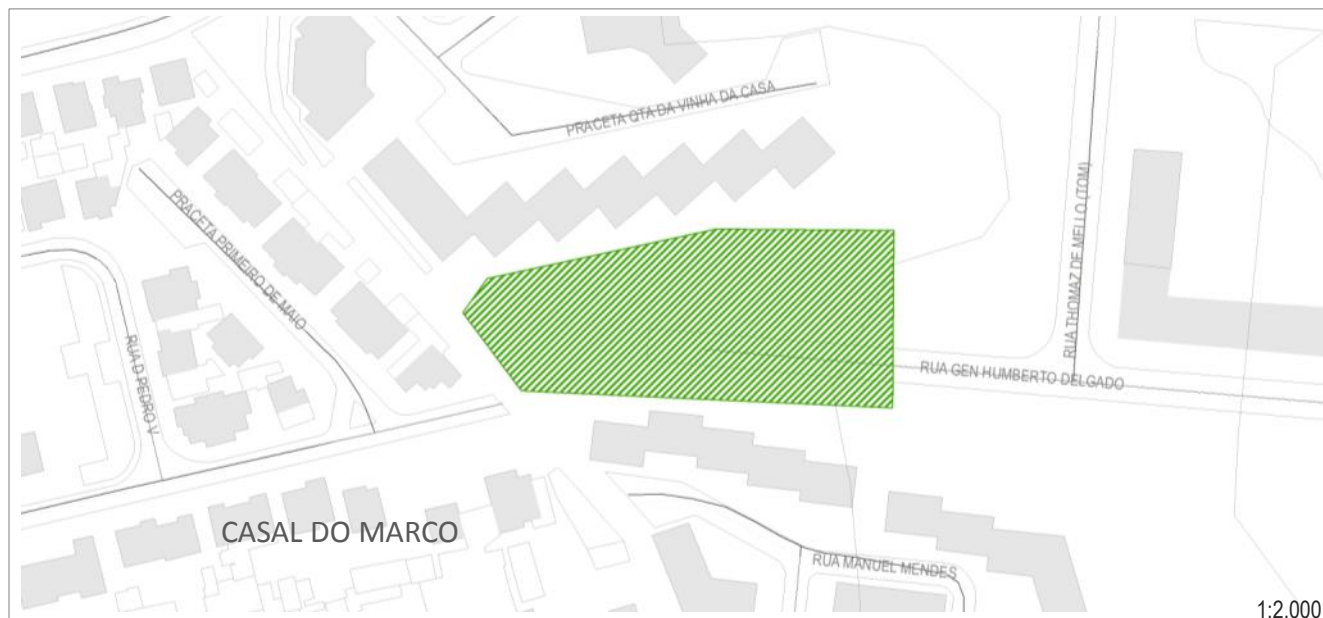 PRACETA QTA DA VINHA DA CASA
PRACETA PRIMEIRO DE MAIO
RUA THOMAZ DE MELLO (TOM)
RUA D PEDRO V
RUA GEN HUMBERTO DELGADO
CASAL DO MARCO
RUA MANUEL MENDES
1:2.000